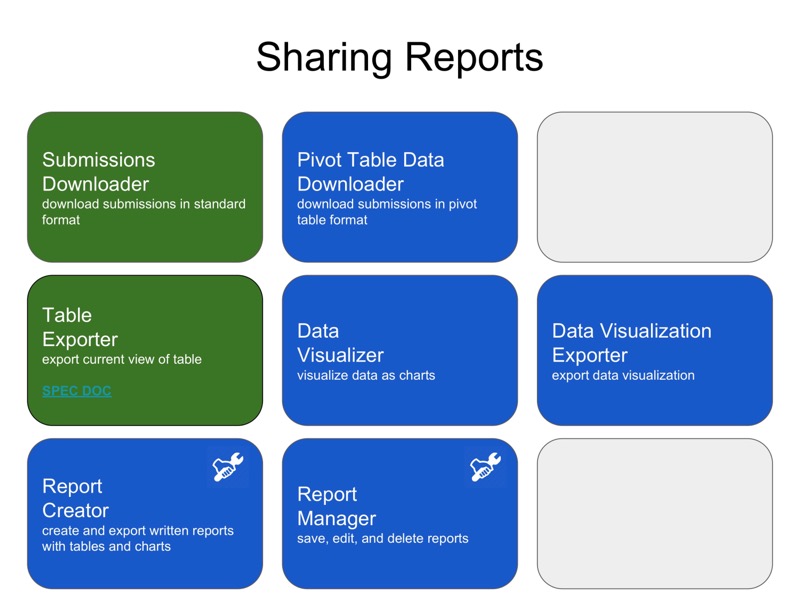 Sharing Reports
Submissions
Downloader
download submissions in standard
format
Pivot Table Data
Downloader
download submissions in pivot
table format
Table
Exporter
export current view of table
SPEC DOC
Data
Visualizer
visualize data as charts
Data Visualization
Exporter
export data visualization
Report
Creator
create and export written reports
with tables and charts
Report
Manager
save, edit, and delete reports